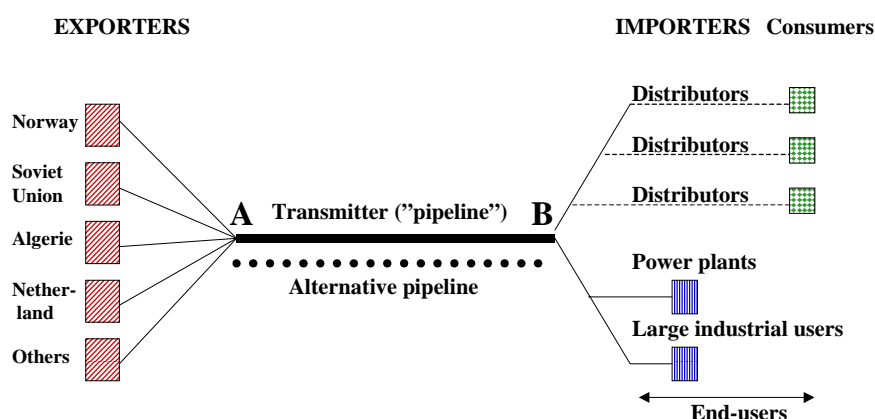 EXPORTERS
IMPORTERS Consumers
Norway
Soviet
Union
Algerie
Nether-
land
Others
A
Transmitter (”pipeline”)
B
Alternative pipeline
Distributors
Distributors
Distributors
Power plants
Large industrial users
End-users